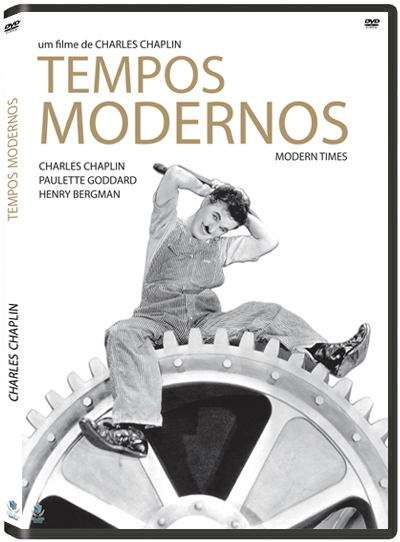 DVD
um filme de CHARLES CHAPLIN
TEMPOS
MODERNOS
MODERN TIMES
CHARLES CHAPLIN
PAULETTE GODDARD
HENRY BERGMAN
DVD
TEMPOS MODERNOS
CHARLES CHAPLIN